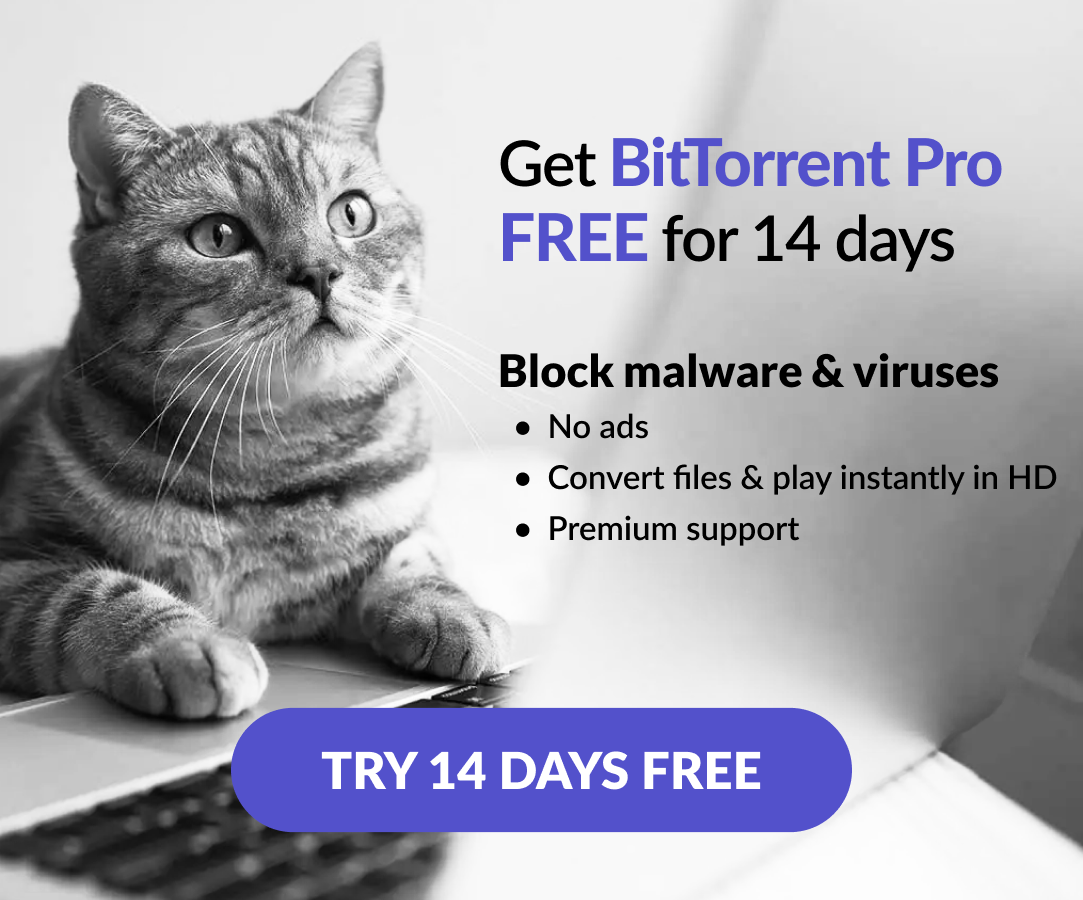 Get BitTorrent Pro
FREE for 14 days
Block malware & viruses
• No ads
• Convert files & play instantly in HD
• Premium support
TRY 14 DAYS FREE